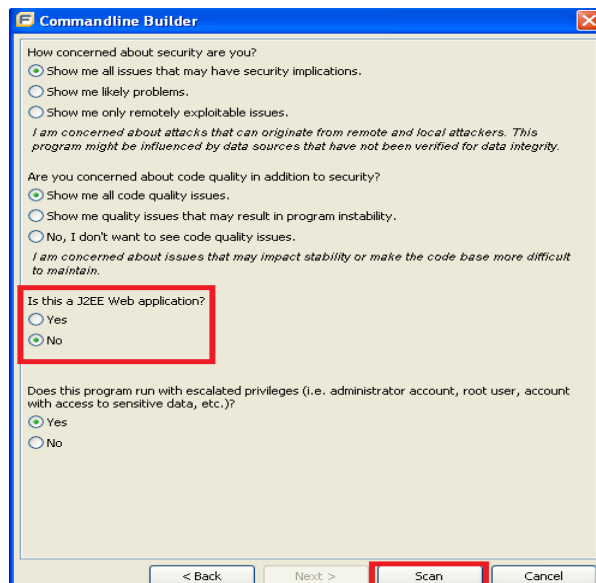 Commandline Builder
How concerned about security are you?
Show me all issues that may have security implications.
Show me likely problems.
Show me only remotely exploitable issues.
I am concerned about attacks that can originate from remote and local attackers. This
program might be influenced by data sources that have not been verified for data integrity.
Are you concerned about code quality in addition to security?
Show me all code quality issues.
Show me quality issues that may result in program instability.
No, I don't want to see code quality issues.
I am concerned about issues that may impact stability or make the code base more difficult
to maintain.
Is this a J2EE Web application?
Yes
No
Does this program run with escalated privileges (i.e. administrator account, root user, account
with access to sensitive data, etc.)?
Yes
No
< Back Next > Scan Cancel